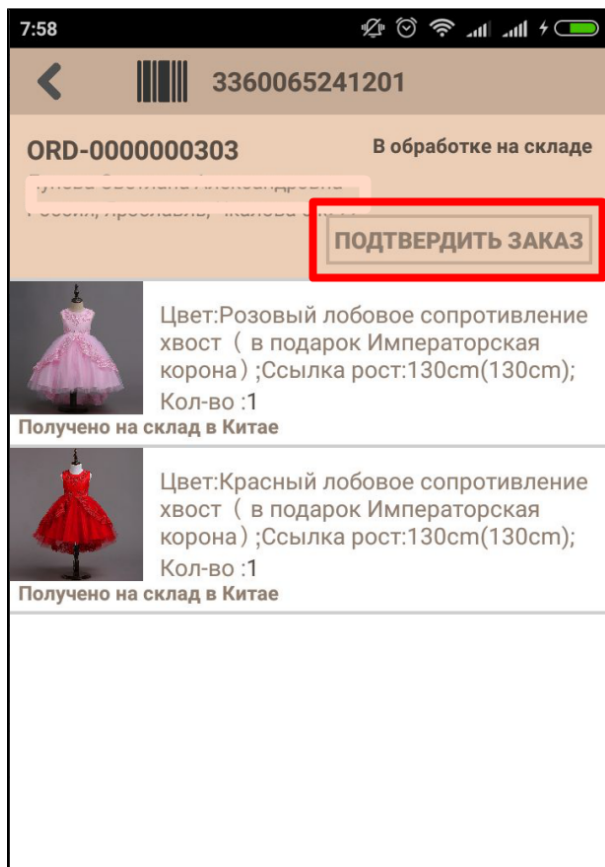 7:58
3360065241201
ORD-0000000303
В обработке на складе
ПОДТВЕРДИТЬ ЗАКАЗ
Цвет:Розовый лобовое сопротивление
хвост ( в подарок Императорская
корона) ;Ссылка рост:130cm(130cm);
Кол-во :1
Получено на склад в Китае
Цвет:Красный лобовое сопротивление
хвост ( в подарок Императорская
корона) ;Ссылка рост:130cm(130cm);
Кол-во :1
Получено на склад в Китае